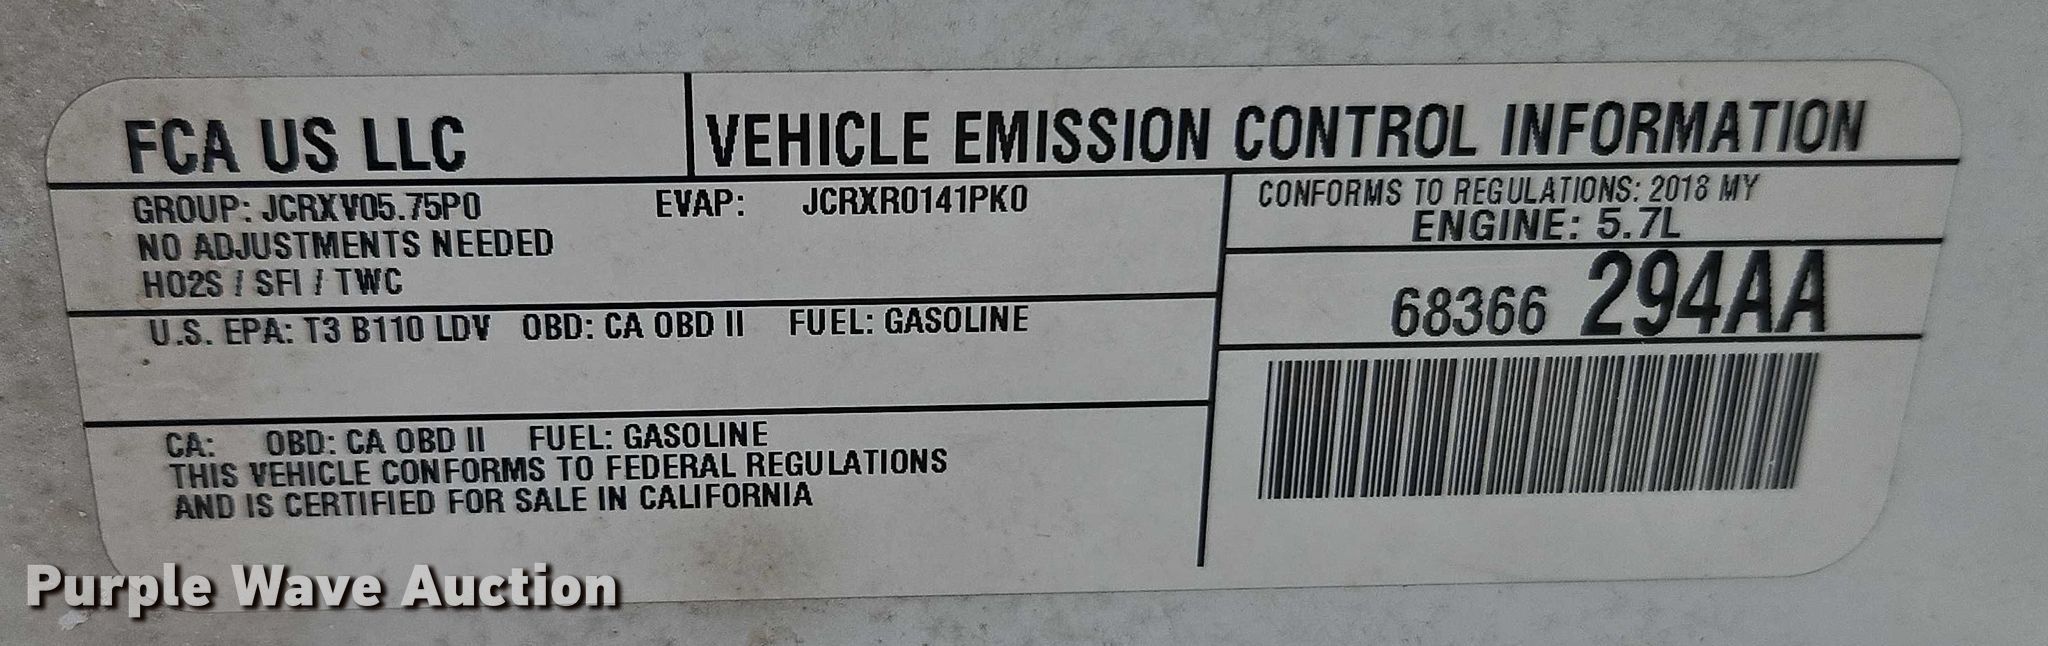 FCA US LLC
VEHICLE EMISSION CONTROL INFORMATION
GROUP: JCRXV05.75P0 EVAP: JCRXR0141PK0
NO ADJUSTMENTS NEEDED
HO2S / SFI / TWC
CONFORMS TO REGULATIONS: 2018 MY
ENGINE: 5.7L
68366 294AA
U.S. EPA: T3 B110 LDV OBD: CA OBD II FUEL: GASOLINE
CA: OBD: CA OBD II FUEL: GASOLINE
THIS VEHICLE CONFORMS TO FEDERAL REGULATIONS
AND IS CERTIFIED FOR SALE IN CALIFORNIA
Purple Wave Auction